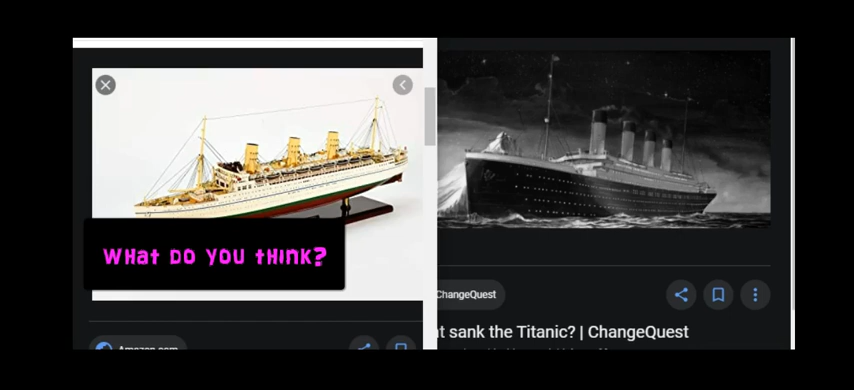 What do you think?
Amazon.com
ChangeQuest
t sank the Titanic? | ChangeQuest